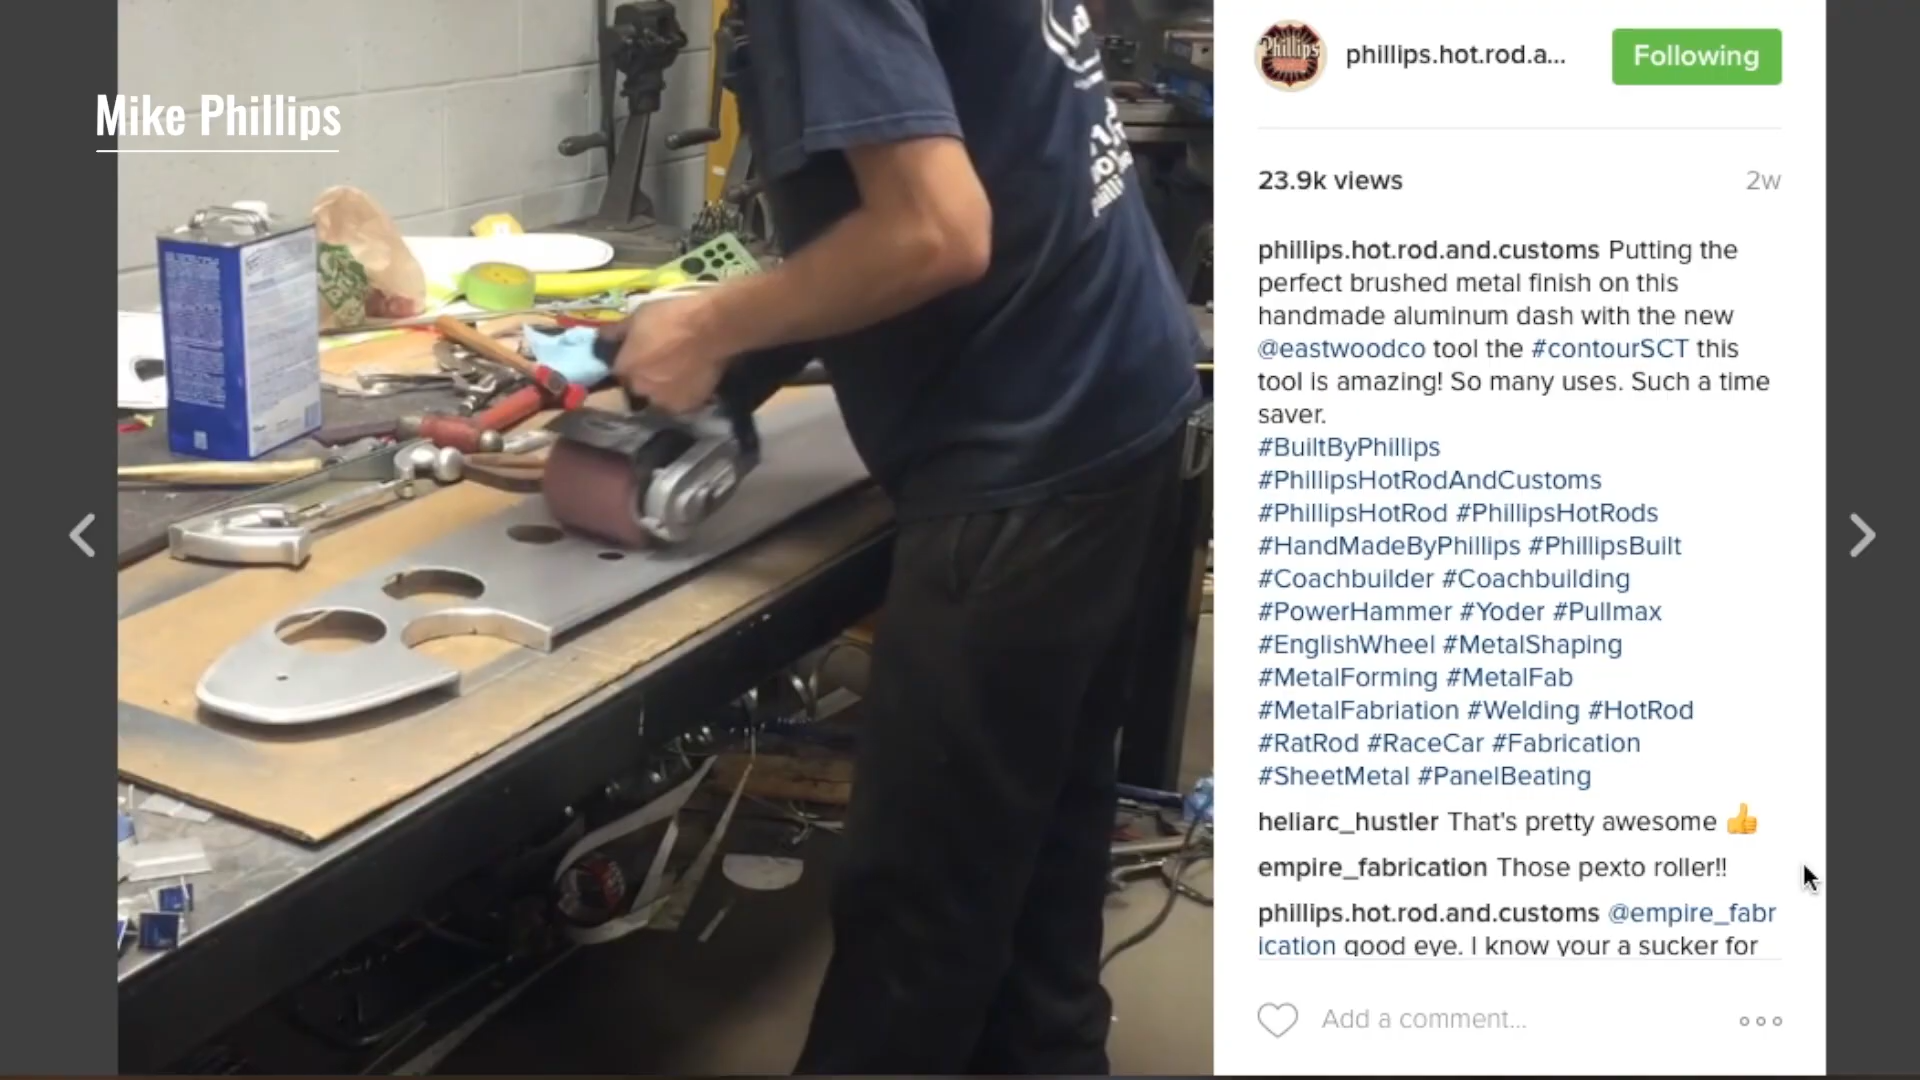 Mike Phillips
Phillips
phillips.hot.rod.a...
Following
23.9k views
2w
phillips.hot.rod.and.customs Putting the
perfect brushed metal finish on this
handmade aluminum dash with the new
@eastwoodco tool the #contourSCT this
tool is amazing! So many uses. Such a time
saver.
#BuiltByPhillips
#PhillipsHotRodAndCustoms
#PhillipsHotRod #PhillipsHotRods
#HandMadeByPhillips #PhillipsBuilt
#Coachbuilder #Coachbuilding
#PowerHammer #Yoder #Pullmax
#EnglishWheel #MetalShaping
#MetalForming #MetalFab
#MetalFabriation #Welding #HotRod
#RatRod #RaceCar #Fabrication
#SheetMetal #PanelBeating
heliarc_hustler That's pretty awesome 👍
empire_fabrication Those pexto roller!!
phillips.hot.rod.and.customs @empire_fabr
ication good eye. I know your a sucker for
Add a comment...